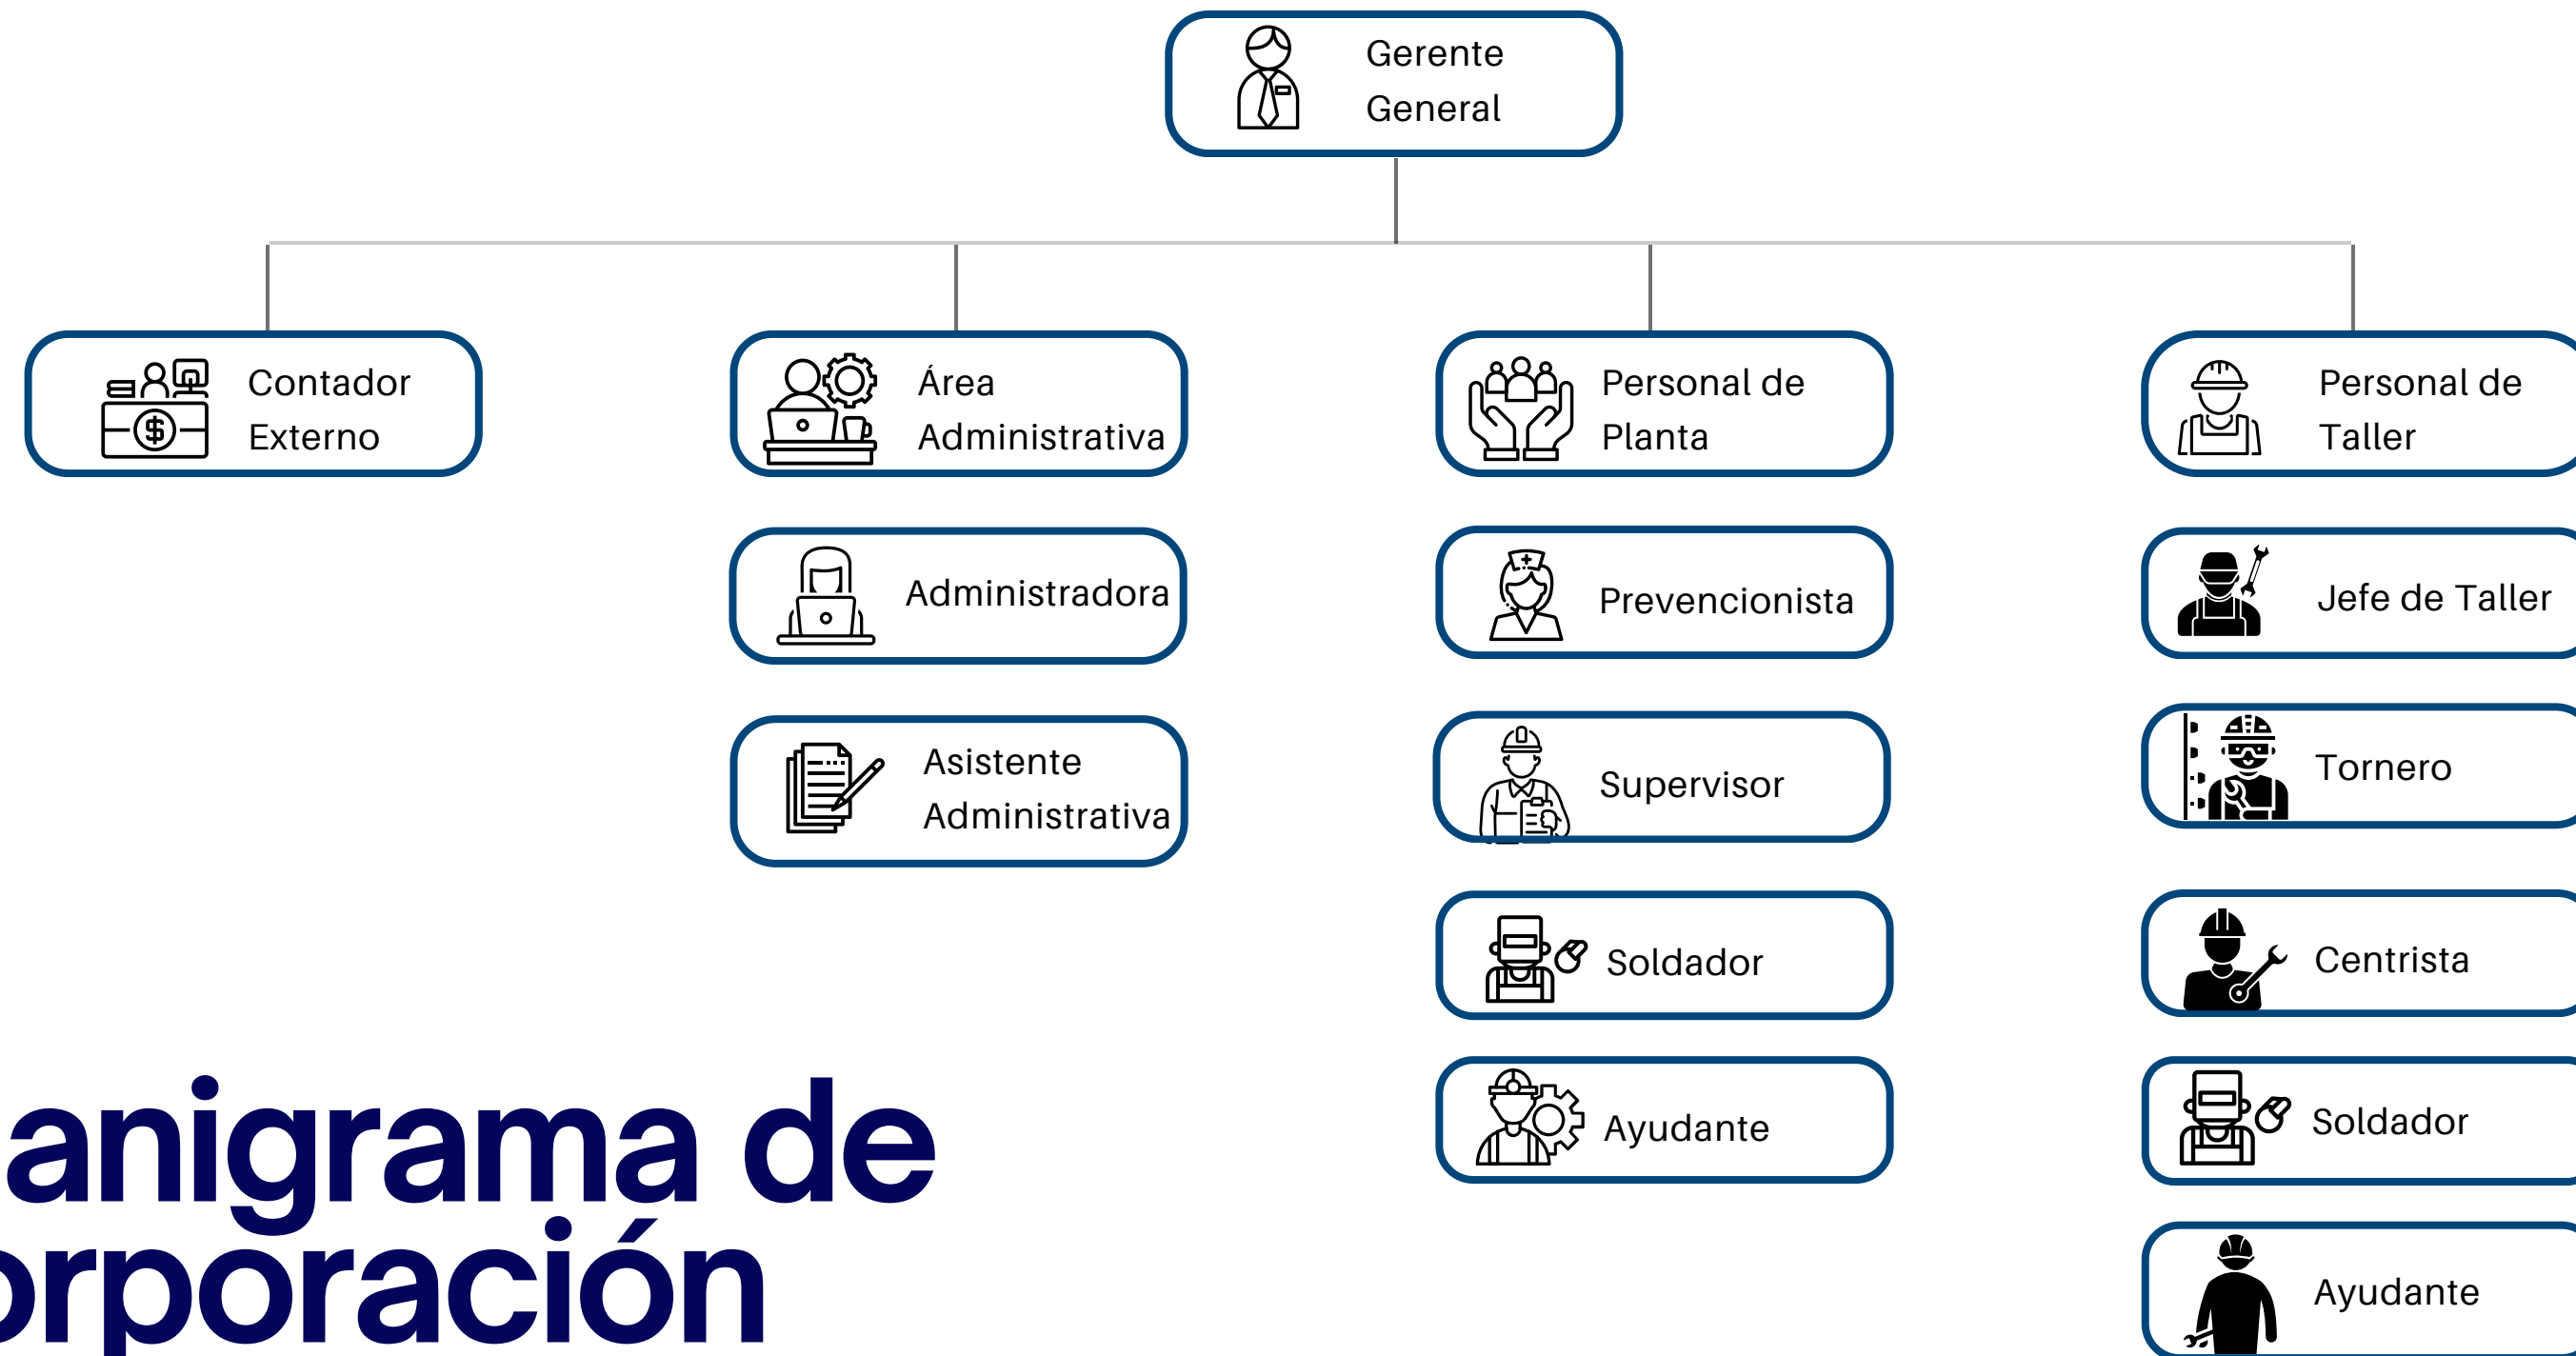 Gerente
General
Contador
Externo
Área
Administrativa
Personal de
Planta
Personal de
Taller
Administradora
Prevencionista
Jefe de Taller
Asistente
Administrativa
Supervisor
Tornero
Soldador
Centrista
Ayudante
Soldador
Ayudante
anigrama de
orporación